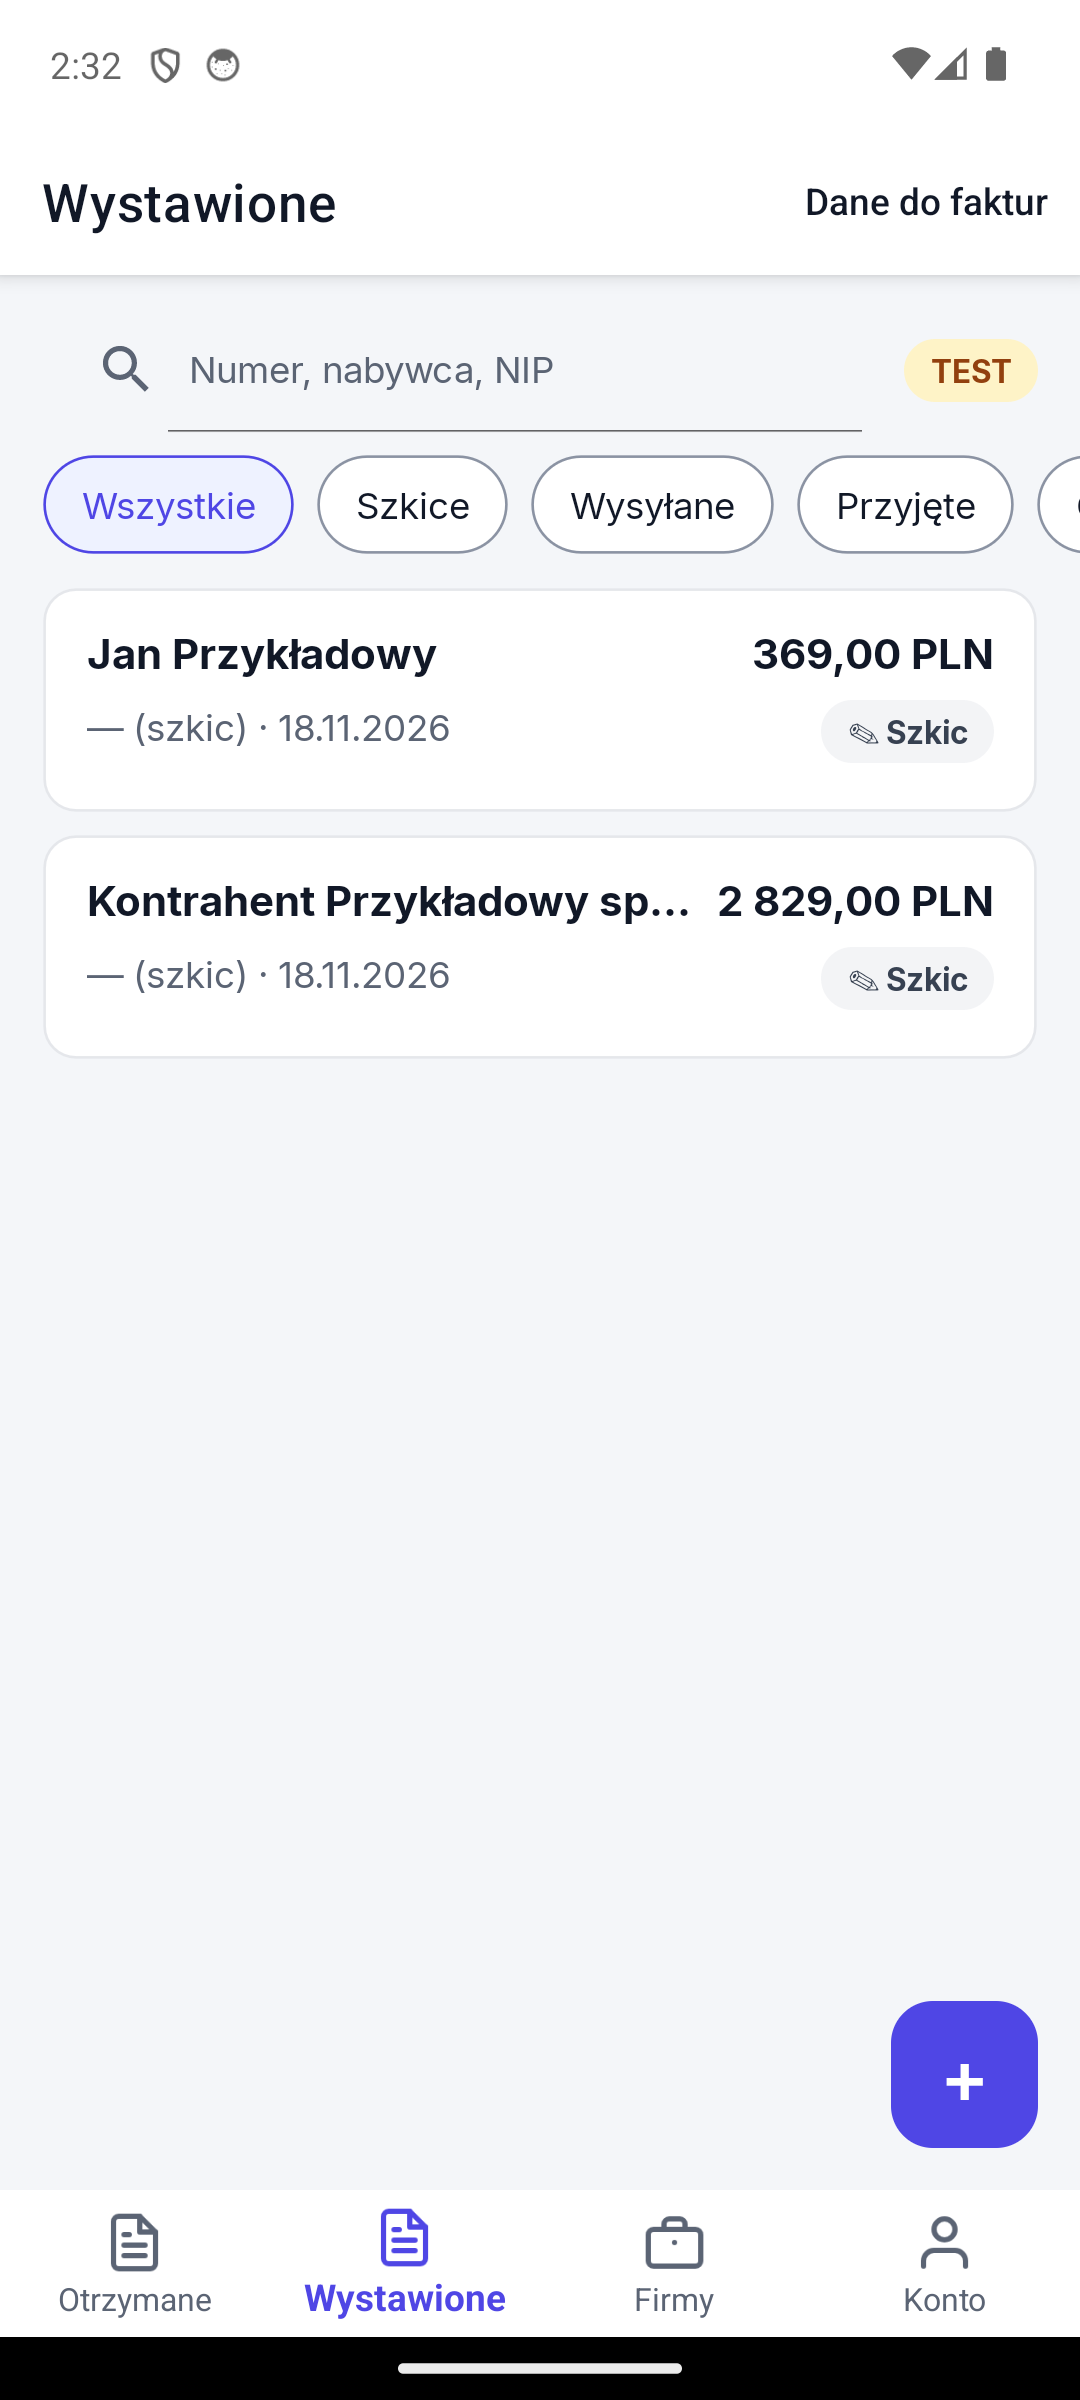 2:32
Wystawione
Dane do faktur
Numer, nabywca, NIP
TEST
Wszystkie
Szkice
Wysyłane
Przyjęte
Jan Przykładowy
369,00 PLN
— (szkic) · 18.11.2026
✎ Szkic
Kontrahent Przykładowy sp...
2 829,00 PLN
— (szkic) · 18.11.2026
✎ Szkic
+
Otrzymane
Wystawione
Firmy
Konto